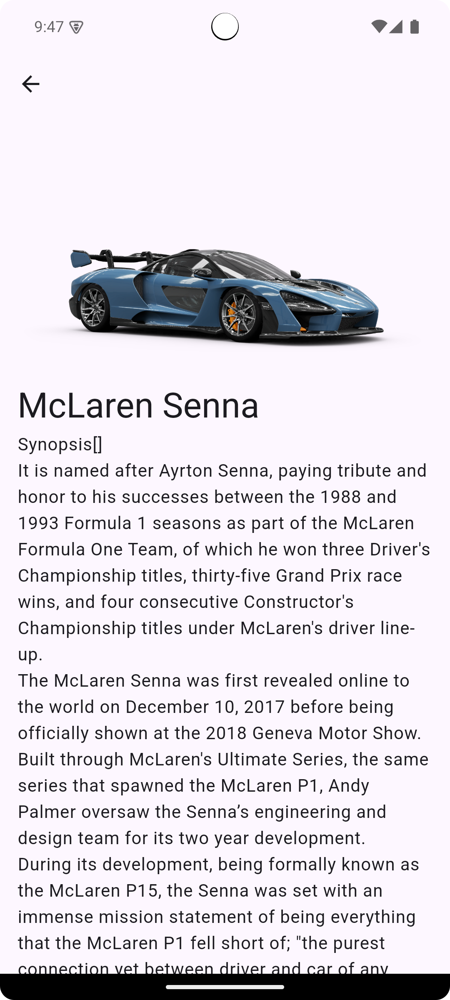 9:47
McLaren Senna
Synopsis[]
It is named after Ayrton Senna, paying tribute and
honor to his successes between the 1988 and
1993 Formula 1 seasons as part of the McLaren
Formula One Team, of which he won three Driver's
Championship titles, thirty-five Grand Prix race
wins, and four consecutive Constructor's
Championship titles under McLaren's driver line-
up.
The McLaren Senna was first revealed online to
the world on December 10, 2017 before being
officially shown at the 2018 Geneva Motor Show.
Built through McLaren's Ultimate Series, the same
series that spawned the McLaren P1, Andy
Palmer oversaw the Senna’s engineering and
design team for its two year development.
During its development, being formally known as
the McLaren P15, the Senna was set with an
immense mission statement of being everything
that the McLaren P1 fell short of; "the purest
connection yet between driver and car of any